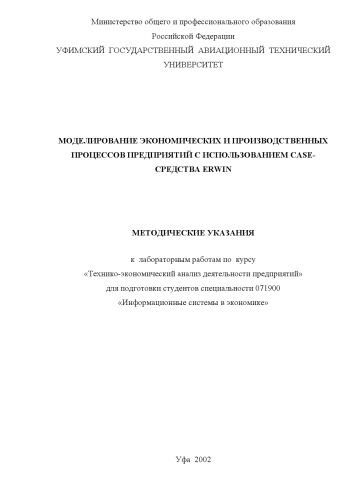 Министерство общего и профессионального образования
Российской Федерации
УФИМСКИЙ ГОСУДАРСТВЕННЫЙ АВИАЦИОННЫЙ ТЕХНИЧЕСКИЙ
УНИВЕРСИТЕТ
МОДЕЛИРОВАНИЕ ЭКОНОМИЧЕСКИХ И ПРОИЗВОДСТВЕННЫХ
ПРОЦЕССОВ ПРЕДПРИЯТИЙ С ИСПОЛЬЗОВАНИЕМ CASE-
СРЕДСТВА ERWIN
МЕТОДИЧЕСКИЕ УКАЗАНИЯ
к лабораторным работам по курсу
«Технико-экономический анализ деятельности предприятий»
для подготовки студентов специальности 071900
«Информационные системы в экономике»
Уфа 2002